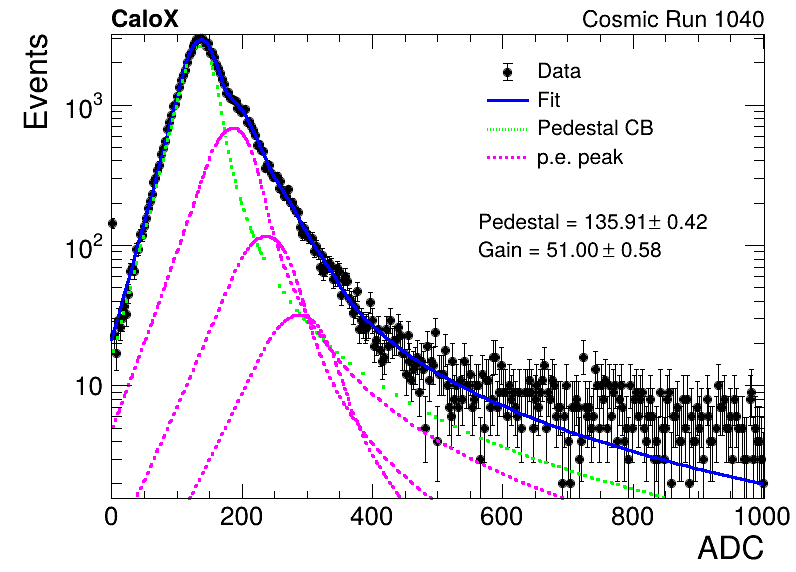 CaloX Cosmic Run 1040
Events
10³
10²
10
Data
Fit
Pedestal CB
p.e. peak
Pedestal = 135.91± 0.42
Gain = 51.00 ± 0.58
0 200 400 600 800 1000
ADC